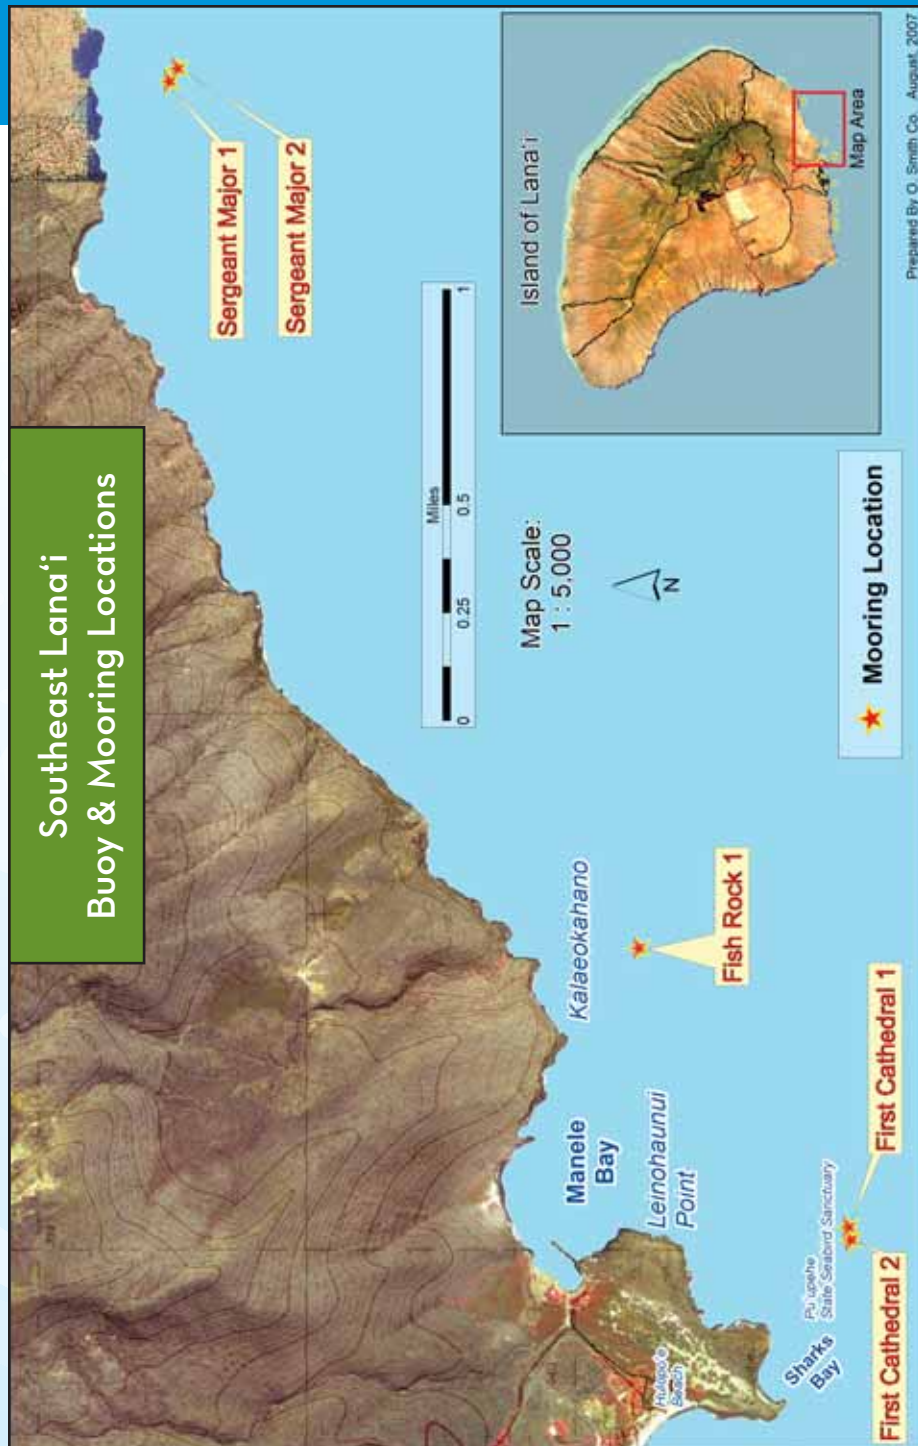 Southeast Lana‘i
Buoy & Mooring Locations
Sergeant Major 1
Sergeant Major 2
Island of Lana‘i
Map Area
Miles
0
0.25
0.5
1
Map Scale:
1 : 5,000
N
Mooring Location
Kalaeokahano
Fish Rock 1
Manele
Bay
Leinohaunui
Point
Hulopo‘e
Beach
Pu‘upehe
State Seabird Sanctuary
Sharks
Bay
First Cathedral 1
First Cathedral 2
Prepared By O. Smith Co. August, 2007